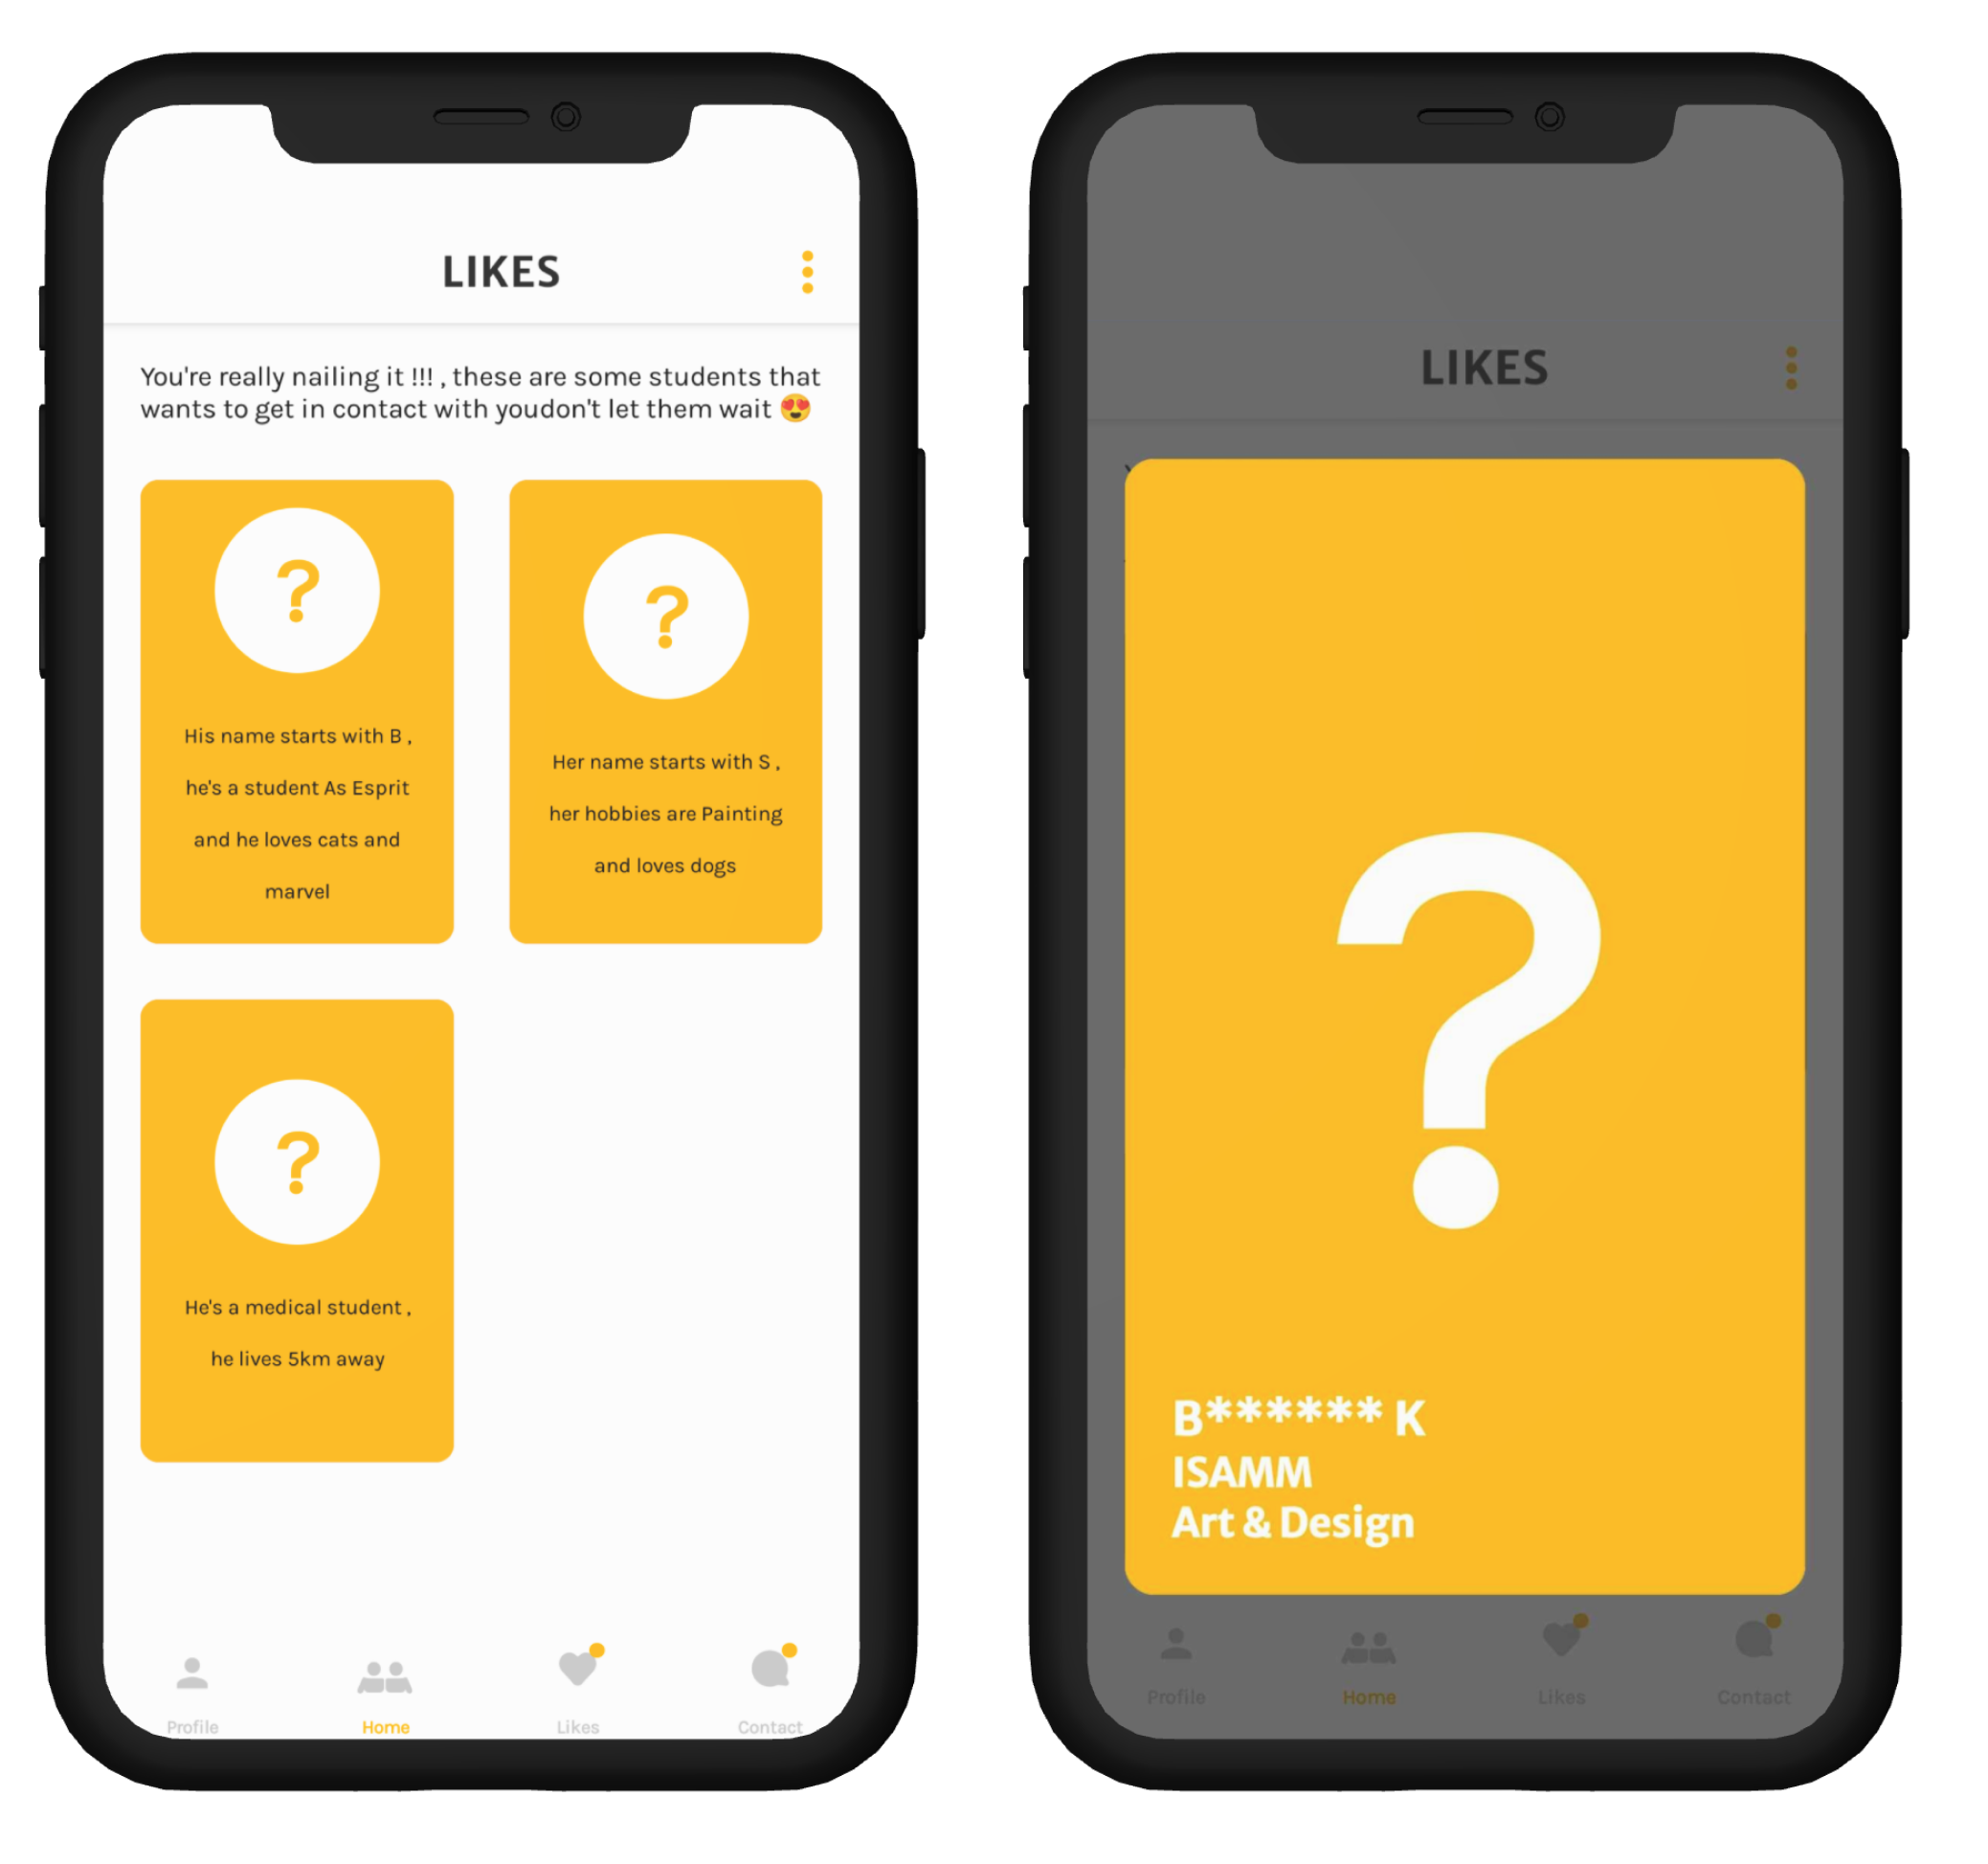 LIKES
You're really nailing it !!! , these are some students that
wants to get in contact with youdon't let them wait 😍
?
His name starts with B ,
he's a student As Esprit
and he loves cats and
marvel
?
Her name starts with S ,
her hobbies are Painting
and loves dogs
?
He's a medical student ,
he lives 5km away
Profile
Home
Likes
Contact
LIKES
?
B****** K
ISAMM
Art & Design
Profile
Home
Likes
Contact